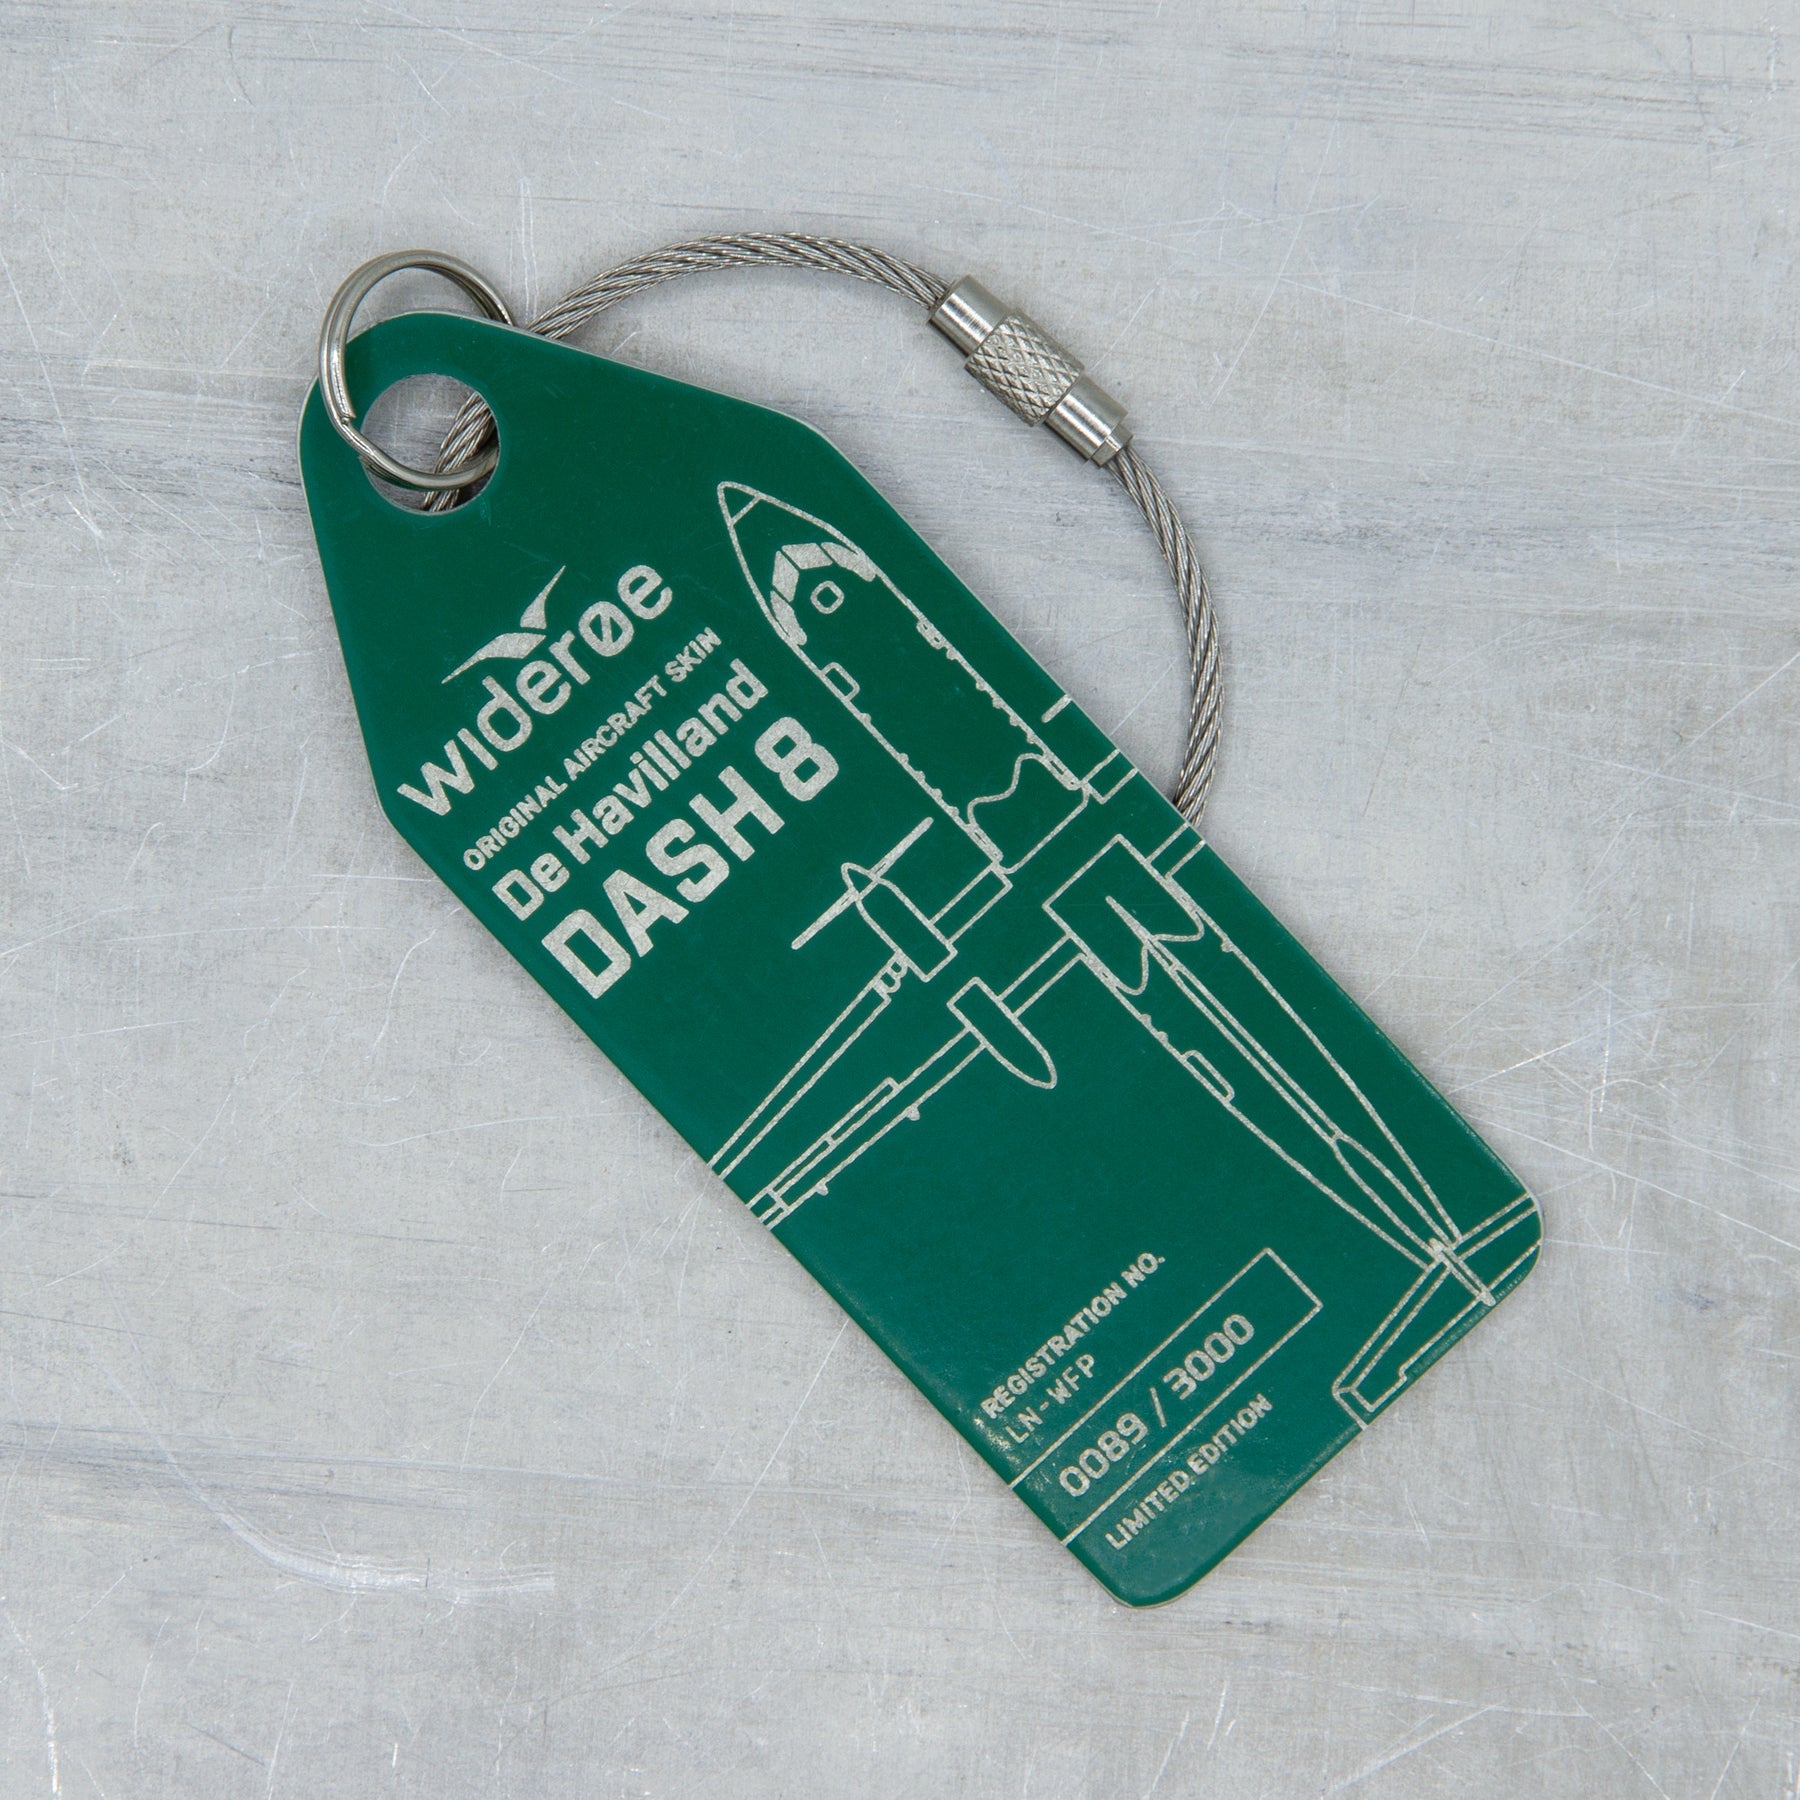 widerøe
ORIGINAL AIRCRAFT SKIN
De Havilland
DASH 8
REGISTRATION NO.
LN-WFP
0089 / 3000
LIMITED EDITION